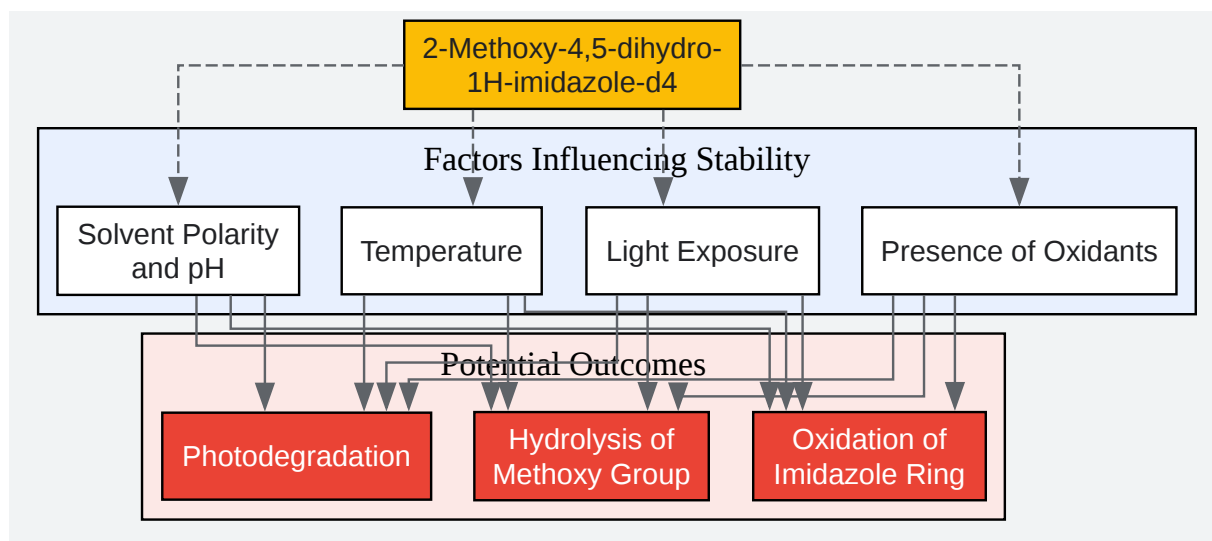 2-Methoxy-4,5-dihydro-
1H-imidazole-d4
Factors Influencing Stability
Solvent Polarity
and pH
Temperature
Light Exposure
Presence of Oxidants
Potential Outcomes
Photodegradation
Hydrolysis of
Methoxy Group
Oxidation of
Imidazole Ring